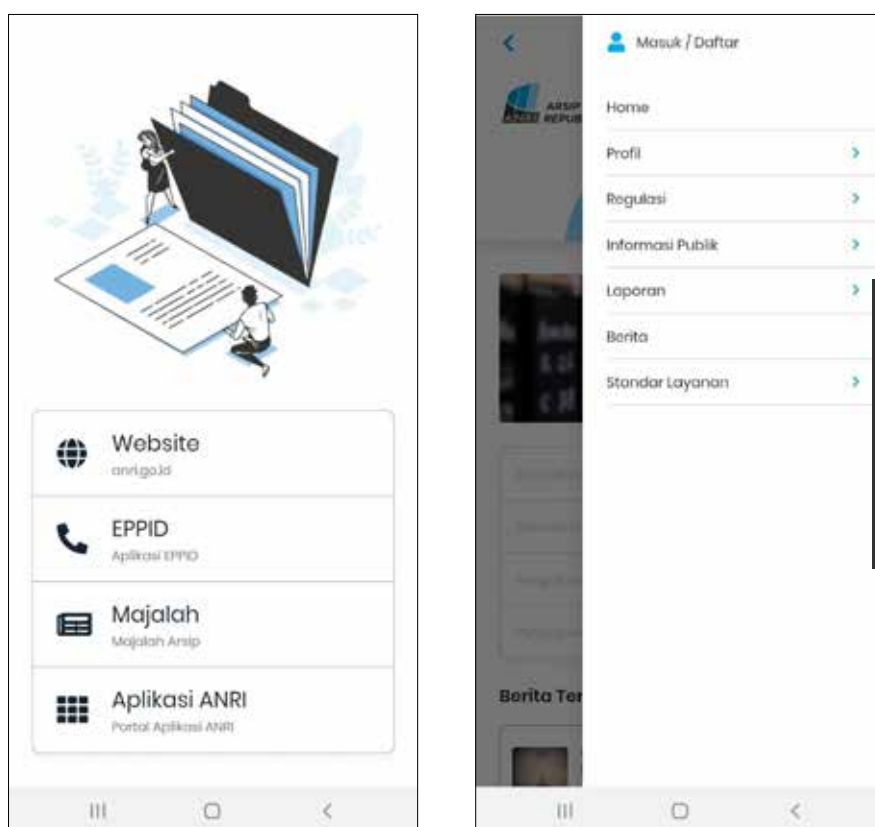 Website
anri.go.id
EPPID
Aplikasi EPPID
Majalah
Majalah Arsip
Aplikasi ANRI
Portal Aplikasi ANRI
Masuk / Daftar
ARSIP
ANRI
Home
Profil
Regulasi
Informasi Publik
Laporan
Berita
Standar Layanan
Berita Ter